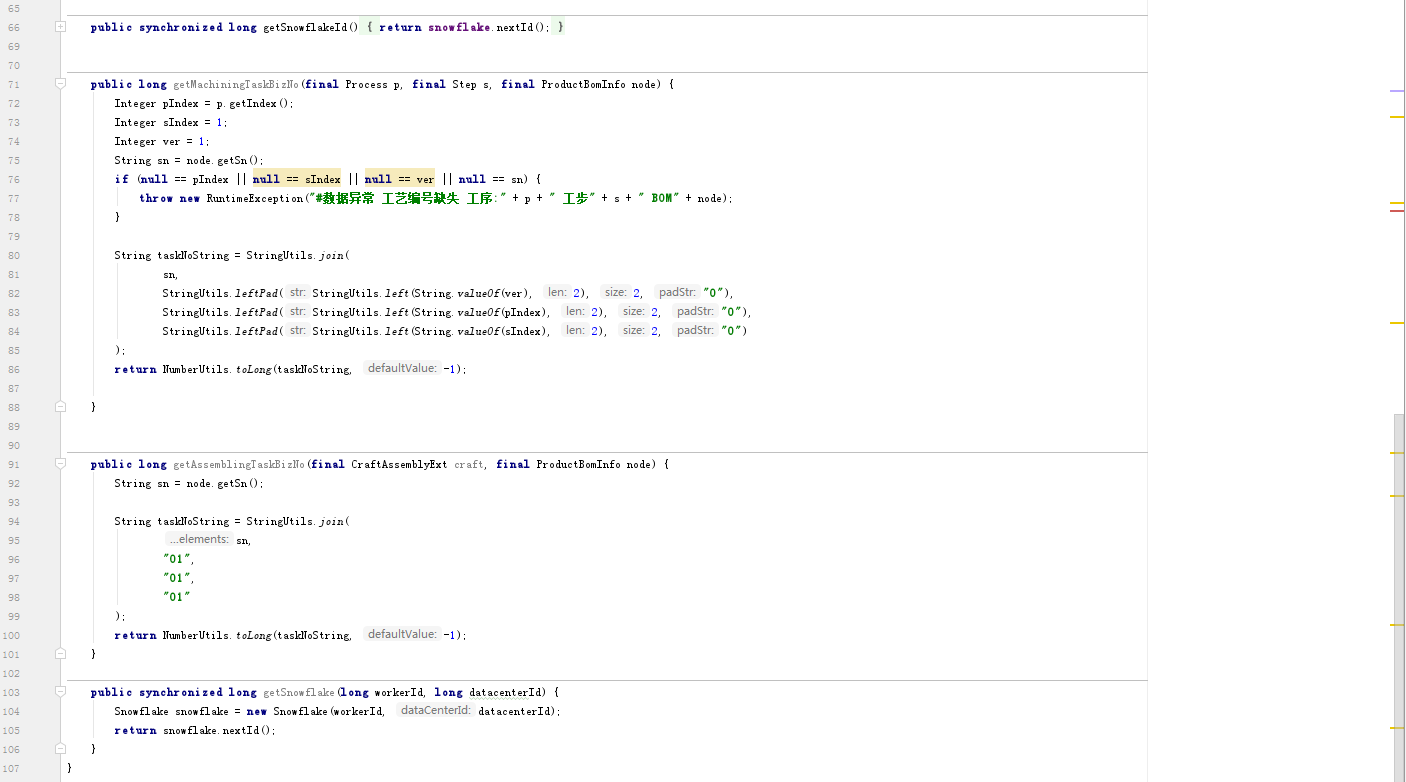 65
66 public synchronized long getSnowflakeId() { return snowflake.nextId(); }
69
70
71 public long getMachiningTaskBizNo(final Process p, final Step s, final ProductBomInfo node) {
72 Integer pIndex = p.getIndex();
73 Integer sIndex = 1;
74 Integer ver = 1;
75 String sn = node.getSn();
76 if (null == pIndex || null == sIndex || null == ver || null == sn) {
77 throw new RuntimeException("#数据异常 工艺编号缺失 工序:" + p + " 工步" + s + " BOM" + node);
78 }
79
80 String taskNoString = StringUtils.join(
81 sn,
82 StringUtils.leftPad( str: StringUtils.left(String.valueOf(ver), len: 2), size: 2, padStr: "0"),
83 StringUtils.leftPad( str: StringUtils.left(String.valueOf(pIndex), len: 2), size: 2, padStr: "0"),
84 StringUtils.leftPad( str: StringUtils.left(String.valueOf(sIndex), len: 2), size: 2, padStr: "0")
85 );
86 return NumberUtils.toLong(taskNoString, defaultValue: -1);
87
88 }
89
90
91 public long getAssemblingTaskBizNo(final CraftAssemblyExt craft, final ProductBomInfo node) {
92 String sn = node.getSn();
93
94 String taskNoString = StringUtils.join(
95 ...elements: sn,
96 "01",
97 "01",
98 "01"
99 );
100 return NumberUtils.toLong(taskNoString, defaultValue: -1);
101 }
102
103 public synchronized long getSnowflake(long workerId, long datacenterId) {
104 Snowflake snowflake = new Snowflake(workerId, dataCenterId: datacenterId);
105 return snowflake.nextId();
106 }
107 }